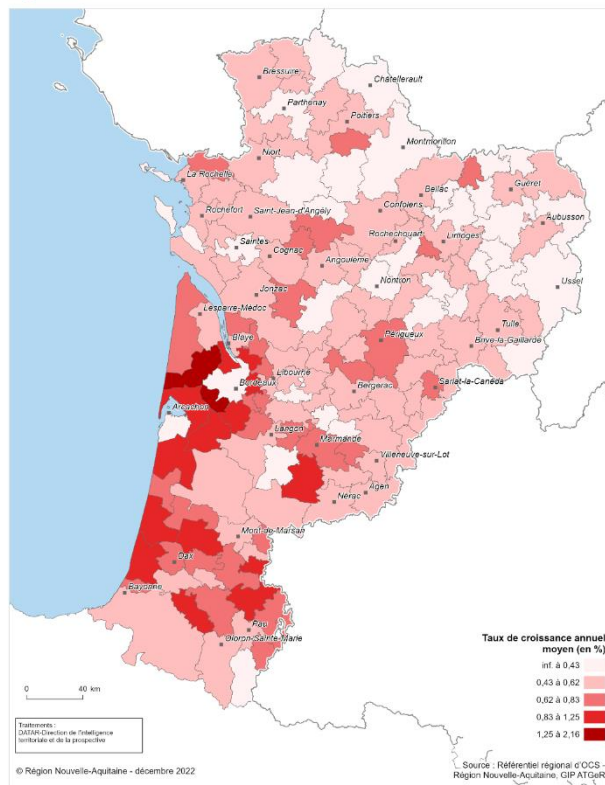 Bressuire
Châtellerault
Parthenay
Poitiers
Montmorillon
Niort
La Rochelle
Bellac
Guéret
Rochefort
Saint-Jean-d'Angély
Confolens
Aubusson
Rochechouart
Limoges
Saintes
Cognac
Angoulême
Jonzac
Nontron
Ussel
Lesparre-Médoc
Tulle
Périgueux
Brive-la-Gaillarde
Blaye
Libourne
Bordeaux
Bergerac
Sarlat-la-Canéda
Arcachon
Langon
Marmande
Villeneuve-sur-Lot
Agen
Nérac
Mont-de-Marsan
Dax
Bayonne
Pau
Oloron-Sainte-Marie
Taux de croissance annuel
moyen (en %)
inf. à 0,43
0,43 à 0,62
0,62 à 0,83
0,83 à 1,25
1,25 à 2,16
0 40 km
Traitements :
DATAR-Direction de l'intelligence
territoriale et de la prospective
© Région Nouvelle-Aquitaine - décembre 2022
Source : Référentiel régional d'OCS -
Région Nouvelle-Aquitaine, GIP ATGeRi